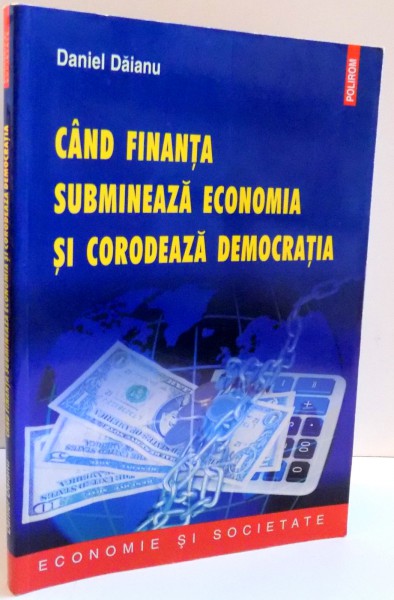 Daniel Dăianu
POLIROM
CÂND FINANȚA
SUBMINEAZĂ ECONOMIA
ȘI CORODEAZĂ DEMOCRAȚIA
ECONOMIE ȘI SOCIETATE